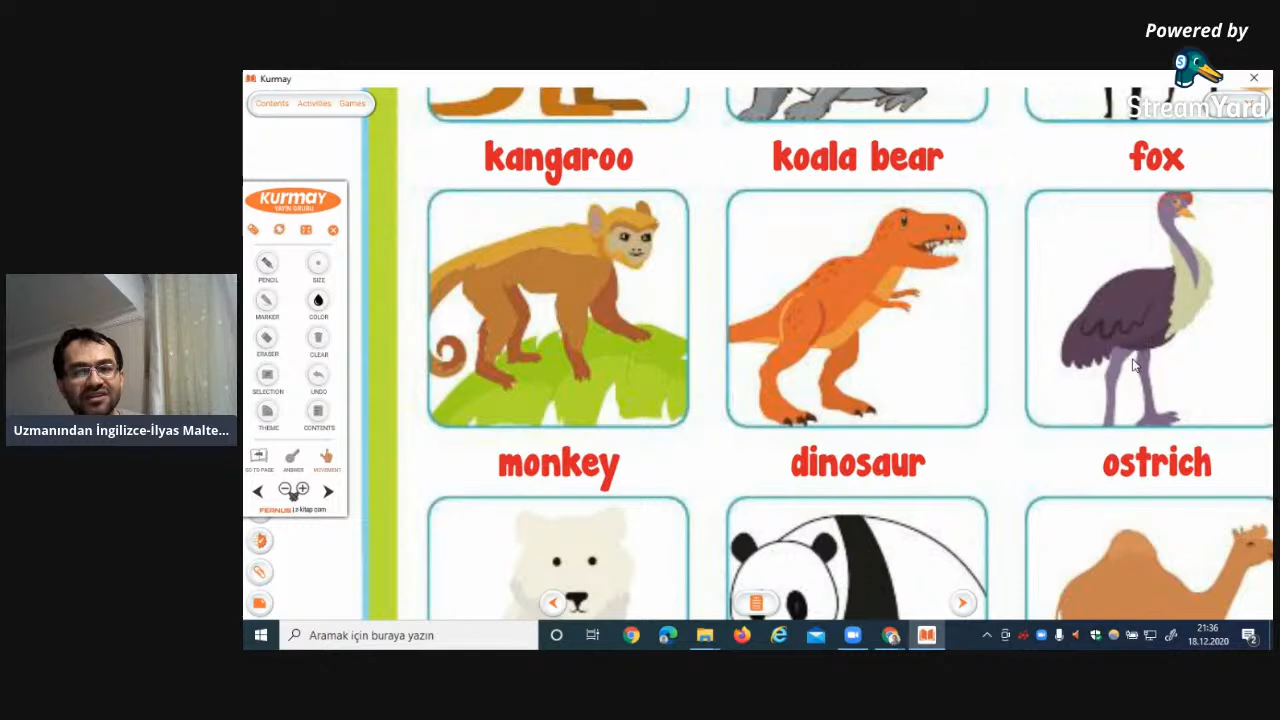 Powered by
StreamYard
Kurmay
Contents Activities Games
kangaroo koala bear fox
KURMAY
YAYIN GRUBU
PENCIL SIZE
MARKER COLOR
ERASER CLEAR
SELECTION UNDO
THEME CONTENTS
GO TO PAGE ANSWER MOVEMENT
monkey dinosaur ostrich
Uzmanından İngilizce-İlyas Malte...
FERNUS
Aramak için buraya yazın
21:36
18.12.2020
2